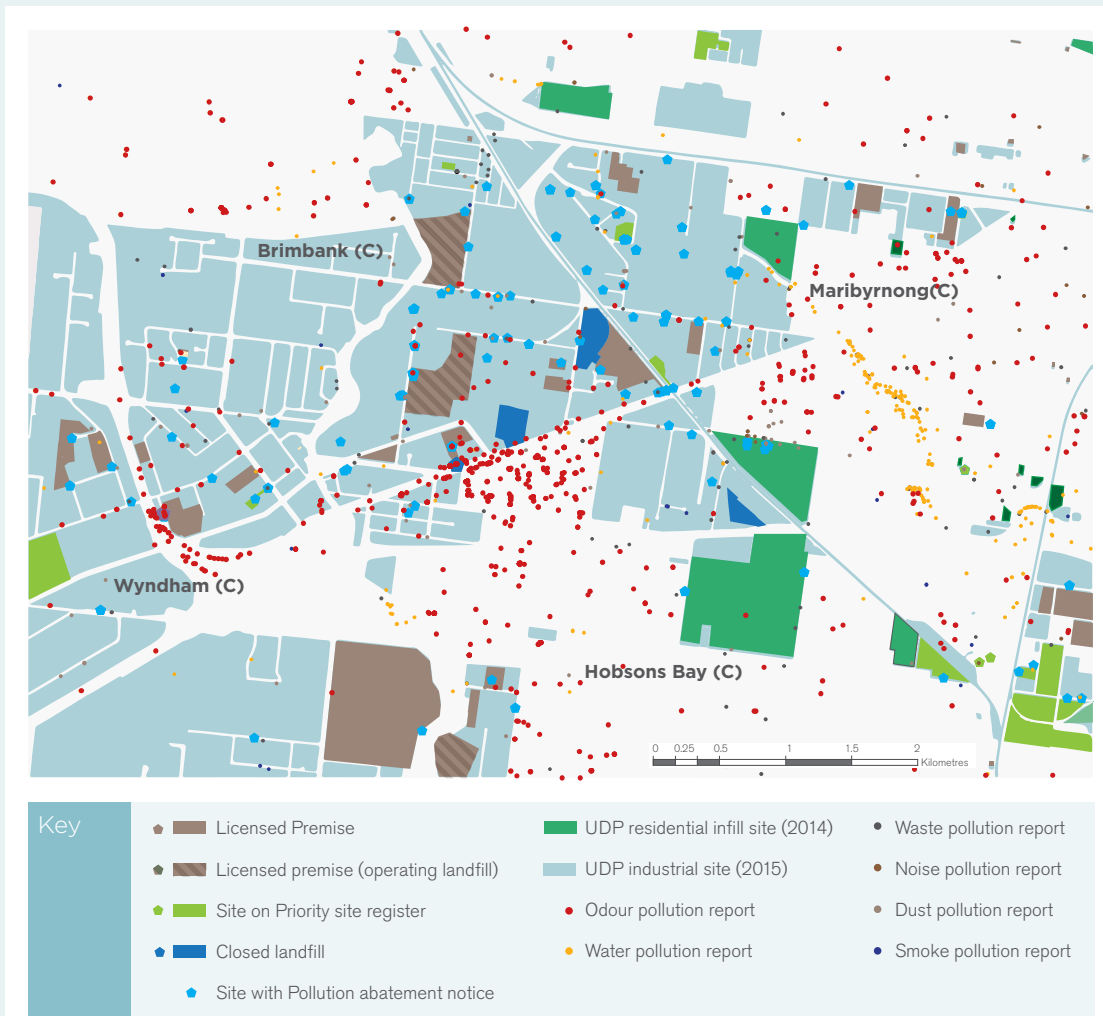 Brimbank (C)
Maribyrnong(C)
Wyndham (C)
Hobsons Bay (C)
0 0.25 0.5 1 1.5 2
Kilometres
Key
Licensed Premise
Licensed premise (operating landfill)
Site on Priority site register
Closed landfill
Site with Pollution abatement notice
UDP residential infill site (2014)
UDP industrial site (2015)
Odour pollution report
Water pollution report
Waste pollution report
Noise pollution report
Dust pollution report
Smoke pollution report